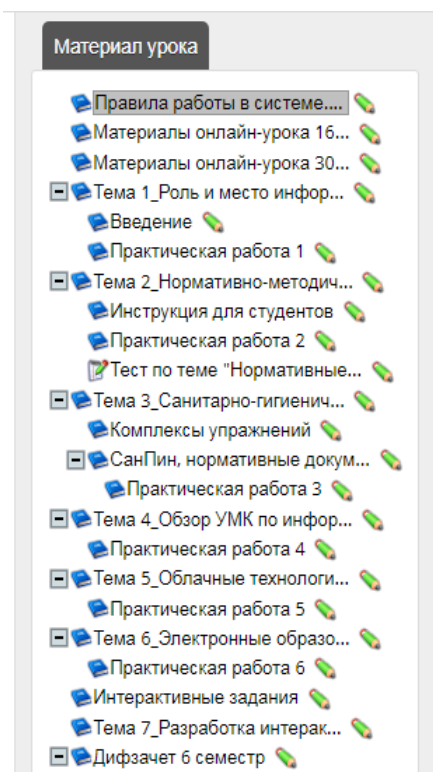 Материал урока
Правила работы в системе....
Материалы онлайн-урока 16...
Материалы онлайн-урока 30...
Тема 1_Роль и место инфор...
Введение
Практическая работа 1
Тема 2_Нормативно-методич...
Инструкция для студентов
Практическая работа 2
Тест по теме "Нормативные...
Тема 3_Санитарно-гигиенич...
Комплексы упражнений
СанПин, нормативные докум...
Практическая работа 3
Тема 4_Обзор УМК по инфор...
Практическая работа 4
Тема 5_Облачные технологи...
Практическая работа 5
Тема 6_Электронные образо...
Практическая работа 6
Интерактивные задания
Тема 7_Разработка интерак...
Дифзачет 6 семестр